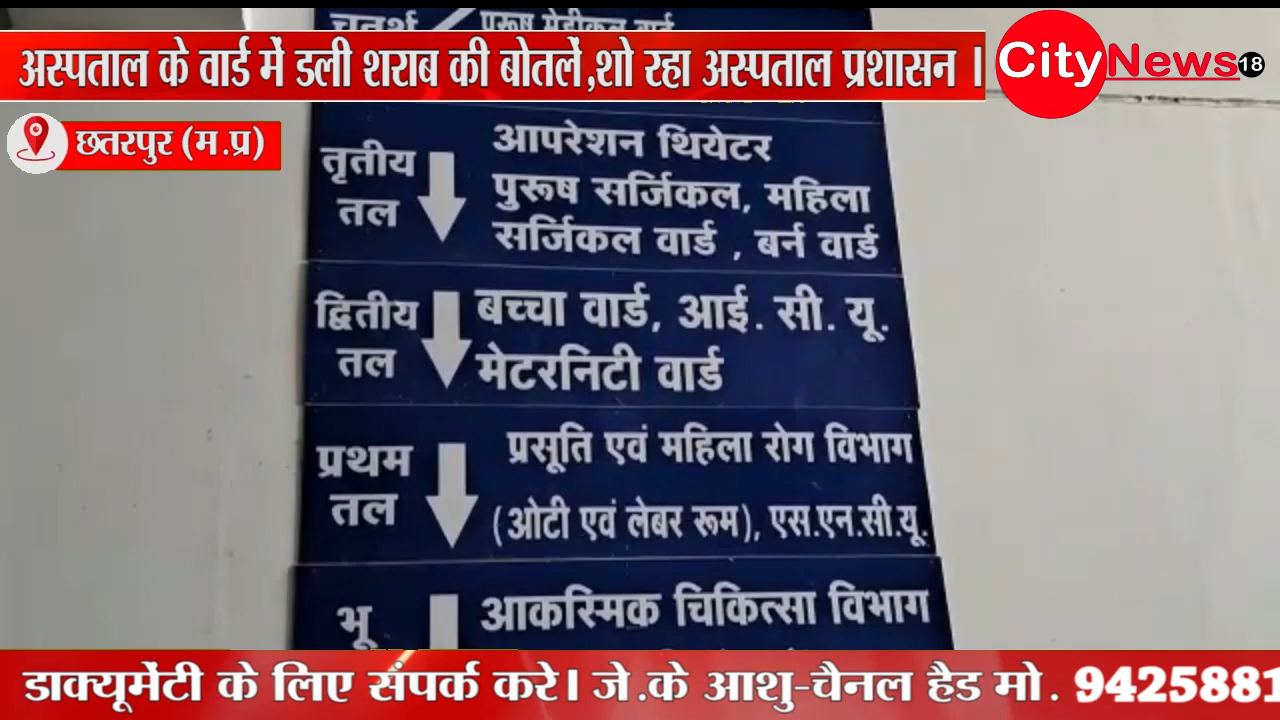 चतुर्थ पुरूष मेडीकल वार्ड
अस्पताल के वार्ड में डली शराब की बोतलें,शो रहा अस्पताल प्रशासन ।
CityNews18
छतरपुर (म.प्र)
तृतीय तल
आपरेशन थियेटर
पुरूष सर्जिकल, महिला
सर्जिकल वार्ड , बर्न वार्ड
द्वितीय तल
बच्चा वार्ड, आई. सी. यू.
मेटरनिटी वार्ड
प्रथम तल
प्रसूति एवं महिला रोग विभाग
(ओटी एवं लेबर रूम), एस.एन.सी.यू.
भू
आकस्मिक चिकित्सा विभाग
डाक्यूमेंटी के लिए संपर्क करे। जे.के आशु-चैनल हैड मो. 9425881